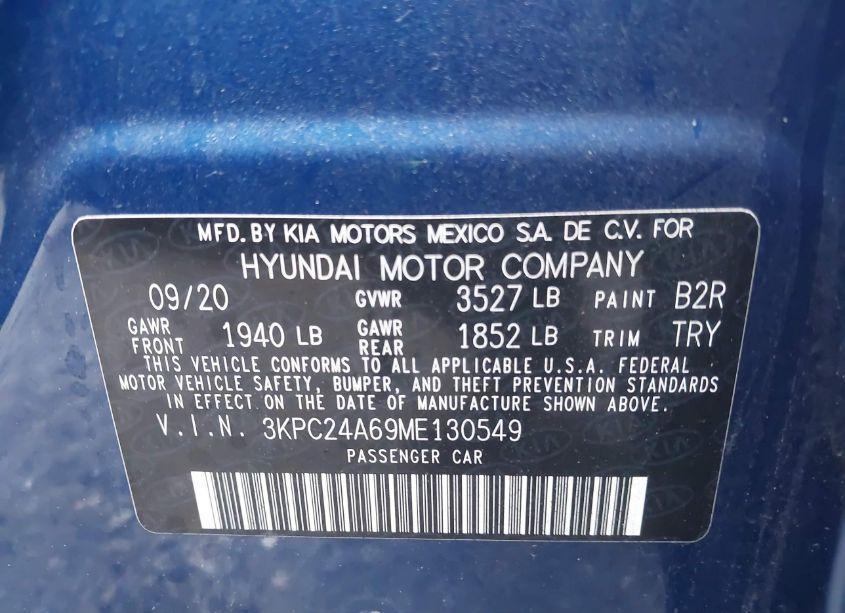 MFD. BY KIA MOTORS MEXICO S.A. DE C.V. FOR
HYUNDAI MOTOR COMPANY
09/20 GVWR 3527 LB PAINT B2R
GAWR FRONT 1940 LB GAWR REAR 1852 LB TRIM TRY
THIS VEHICLE CONFORMS TO ALL APPLICABLE U.S.A. FEDERAL
MOTOR VEHICLE SAFETY, BUMPER, AND THEFT PREVENTION STANDARDS
IN EFFECT ON THE DATE OF MANUFACTURE SHOWN ABOVE.
V.I.N. 3KPC24A69ME130549
PASSENGER CAR